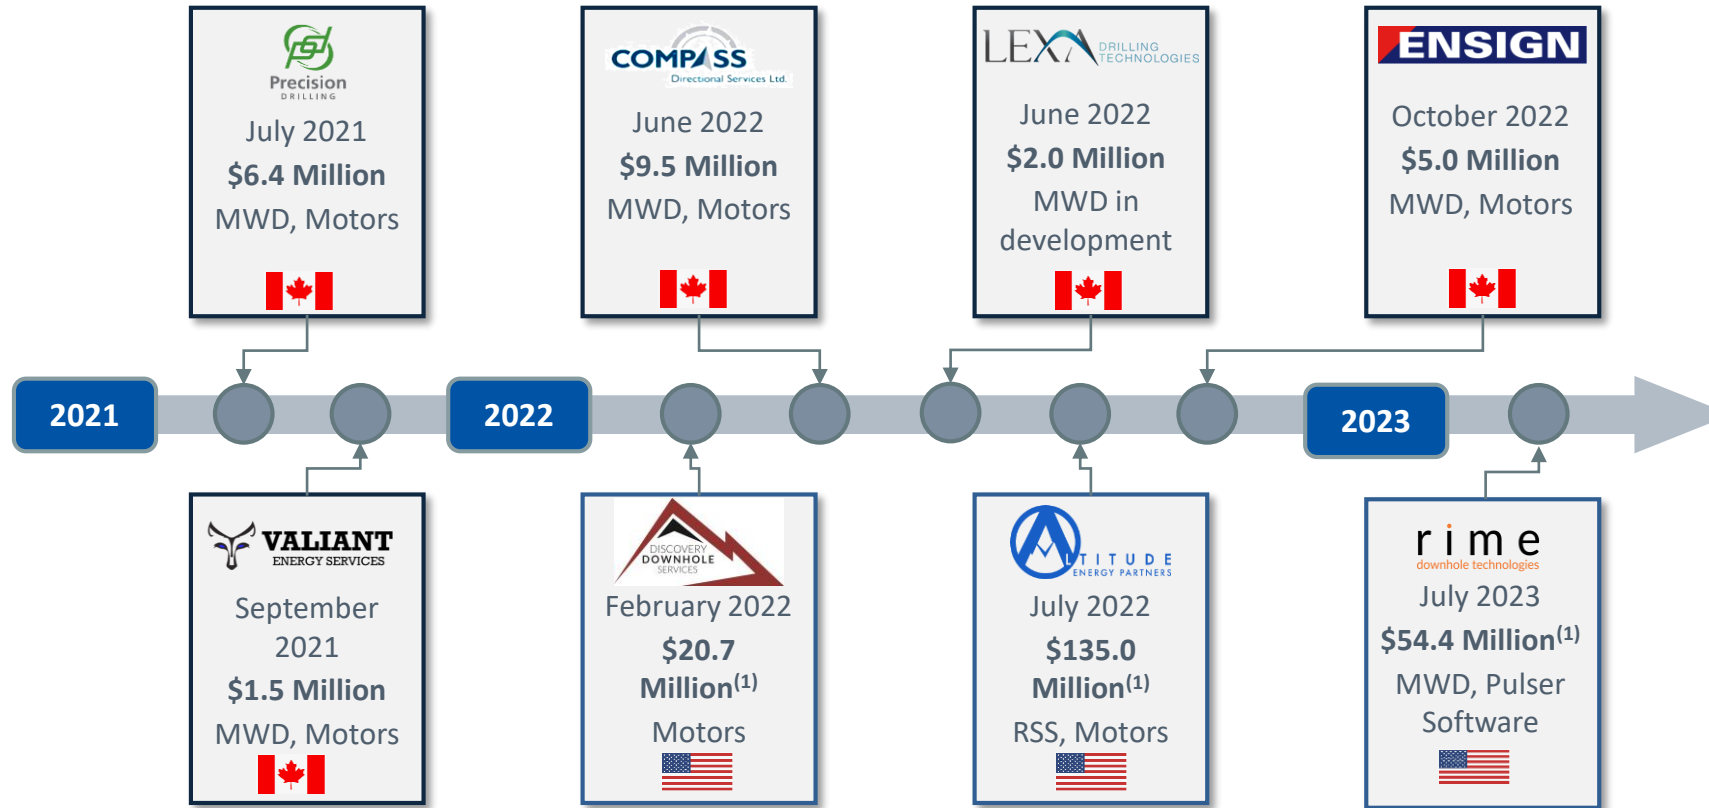 Precision
DRILLING
July 2021
$6.4 Million
MWD, Motors
COMPASS
Directional Services Ltd.
June 2022
$9.5 Million
MWD, Motors
LEXA DRILLING
TECHNOLOGIES
June 2022
$2.0 Million
MWD in
development
ENSIGN
October 2022
$5.0 Million
MWD, Motors
2021
2022
2023
VALIANT
ENERGY SERVICES
September
2021
$1.5 Million
MWD, Motors
DISCOVERY
DOWNHOLE
SERVICES
February 2022
$20.7
Million(1)
Motors
ALTITUDE
ENERGY PARTNERS
July 2022
$135.0
Million(1)
RSS, Motors
rime
downhole technologies
July 2023
$54.4 Million(1)
MWD, Pulser
Software